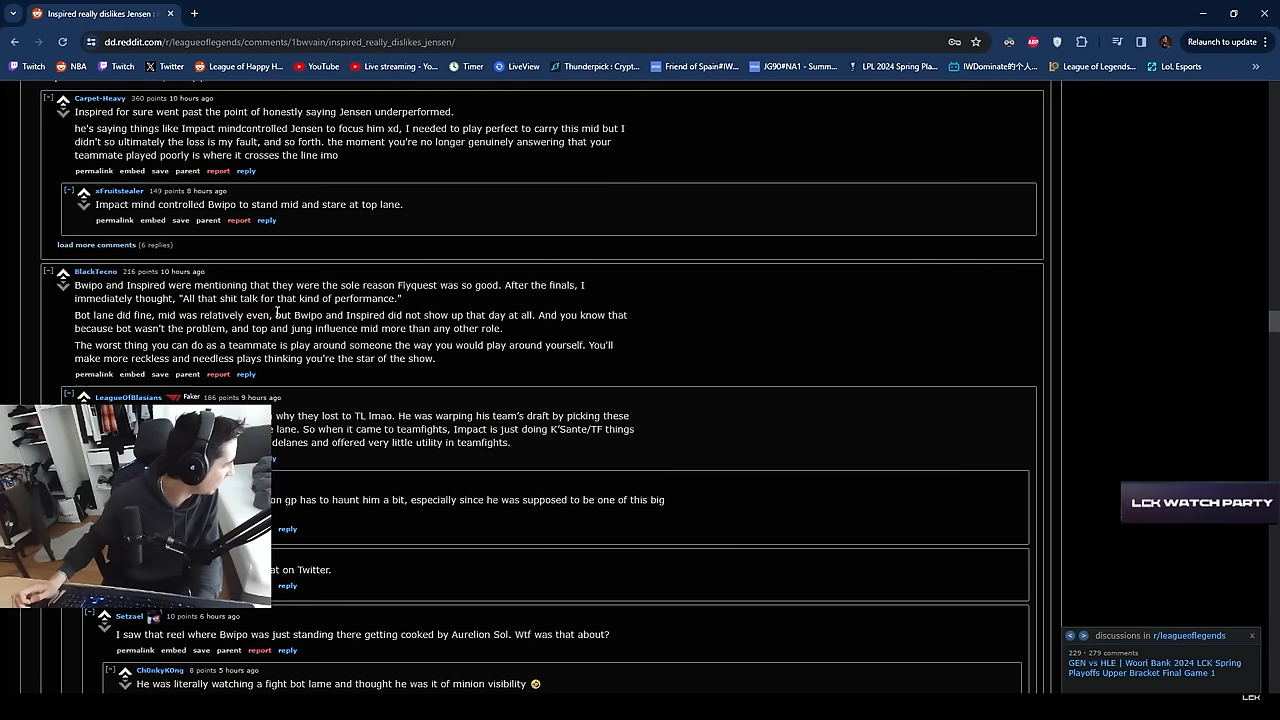 Inspired really dislikes Jensen :
dd.reddit.com/r/leagueoflegends/comments/1bwvain/inspired_really_dislikes_jensen/
Relaunch to update
Twitch NBA Twitch Twitter League of Happy H... YouTube Live streaming - Yo... Timer LiveView Thunderpick : Crypt... Friend of Spain#IW... JG90#NA1 - Summ... LPL 2024 Spring Pla... IWDominate的个人... League of Legends... LoL Esports
[-] Carpet-Heavy 360 points 10 hours ago
Inspired for sure went past the point of honestly saying Jensen underperformed.
he's saying things like Impact mindcontrolled Jensen to focus him xd, I needed to play perfect to carry this mid but I
didn't so ultimately the loss is my fault, and so forth. the moment you're no longer genuinely answering that your
teammate played poorly is where it crosses the line imo
permalink embed save parent report reply
[-] xFruitstealer 149 points 8 hours ago
Impact mind controlled Bwipo to stand mid and stare at top lane.
permalink embed save parent report reply
load more comments (6 replies)
[-] BlackTecno 216 points 10 hours ago
Bwipo and Inspired were mentioning that they were the sole reason Flyquest was so good. After the finals, I
immediately thought, "All that shit talk for that kind of performance."
Bot lane did fine, mid was relatively even, but Bwipo and Inspired did not show up that day at all. And you know that
because bot wasn't the problem, and top and jung influence mid more than any other role.
The worst thing you can do as a teammate is play around someone the way you would play around yourself. You'll
make more reckless and needless plays thinking you're the star of the show.
permalink embed save parent report reply
[-] LeagueOfBlasians Faker 186 points 9 hours ago
why they lost to TL lmao. He was warping his team's draft by picking these
lane. So when it came to teamfights, Impact is just doing K'Sante/TF things
delanes and offered very little utility in teamfights.
on gp has to haunt him a bit, especially since he was supposed to be one of this big
reply
LCK WATCH PARTY
at on Twitter.
reply
[-] Setzael 10 points 6 hours ago
I saw that reel where Bwipo was just standing there getting cooked by Aurelion Sol. Wtf was that about?
permalink embed save parent report reply
[-] Ch0nkyK0ng 8 points 5 hours ago
He was literally watching a fight bot lame and thought he was it of minion visibility
discussions in r/leagueoflegends X
229 · 279 comments
GEN vs HLE | Woori Bank 2024 LCK Spring
Playoffs Upper Bracket Final Game 1
LCK